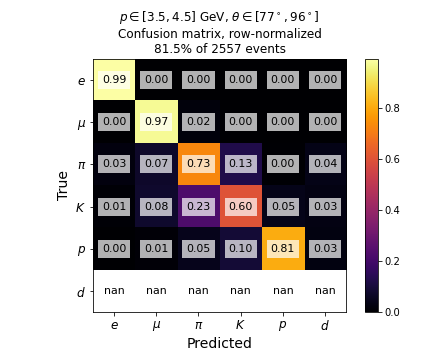 p ∈ [3.5, 4.5] GeV, θ ∈ [77°, 96°]
Confusion matrix, row-normalized
81.5% of 2557 events
e 0.99 0.00 0.00 0.00 0.00 0.00
μ 0.00 0.97 0.02 0.00 0.00 0.00
π 0.03 0.07 0.73 0.13 0.00 0.04
K 0.01 0.08 0.23 0.60 0.05 0.03
p 0.00 0.01 0.05 0.10 0.81 0.03
d nan nan nan nan nan nan
e μ π K p d
Predicted
True
0.8
0.6
0.4
0.2
0.0